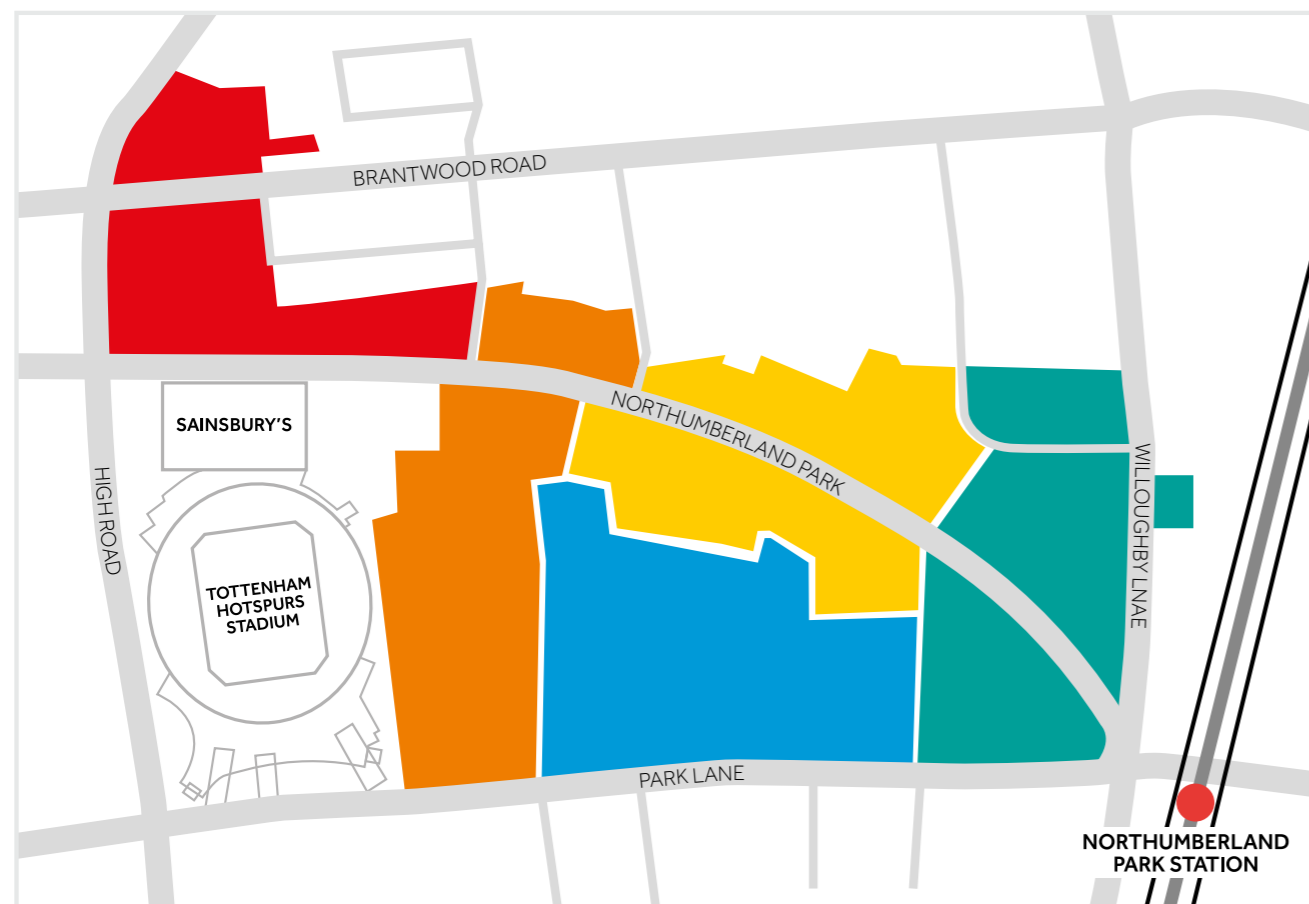 BRANTWOOD ROAD
NORTHUMBERLAND PARK
SAINSBURY'S
HIGH ROAD
WILLOUGHBY LNAE
TOTTENHAM
HOTSPURS
STADIUM
PARK LANE
NORTHUMBERLAND
PARK STATION